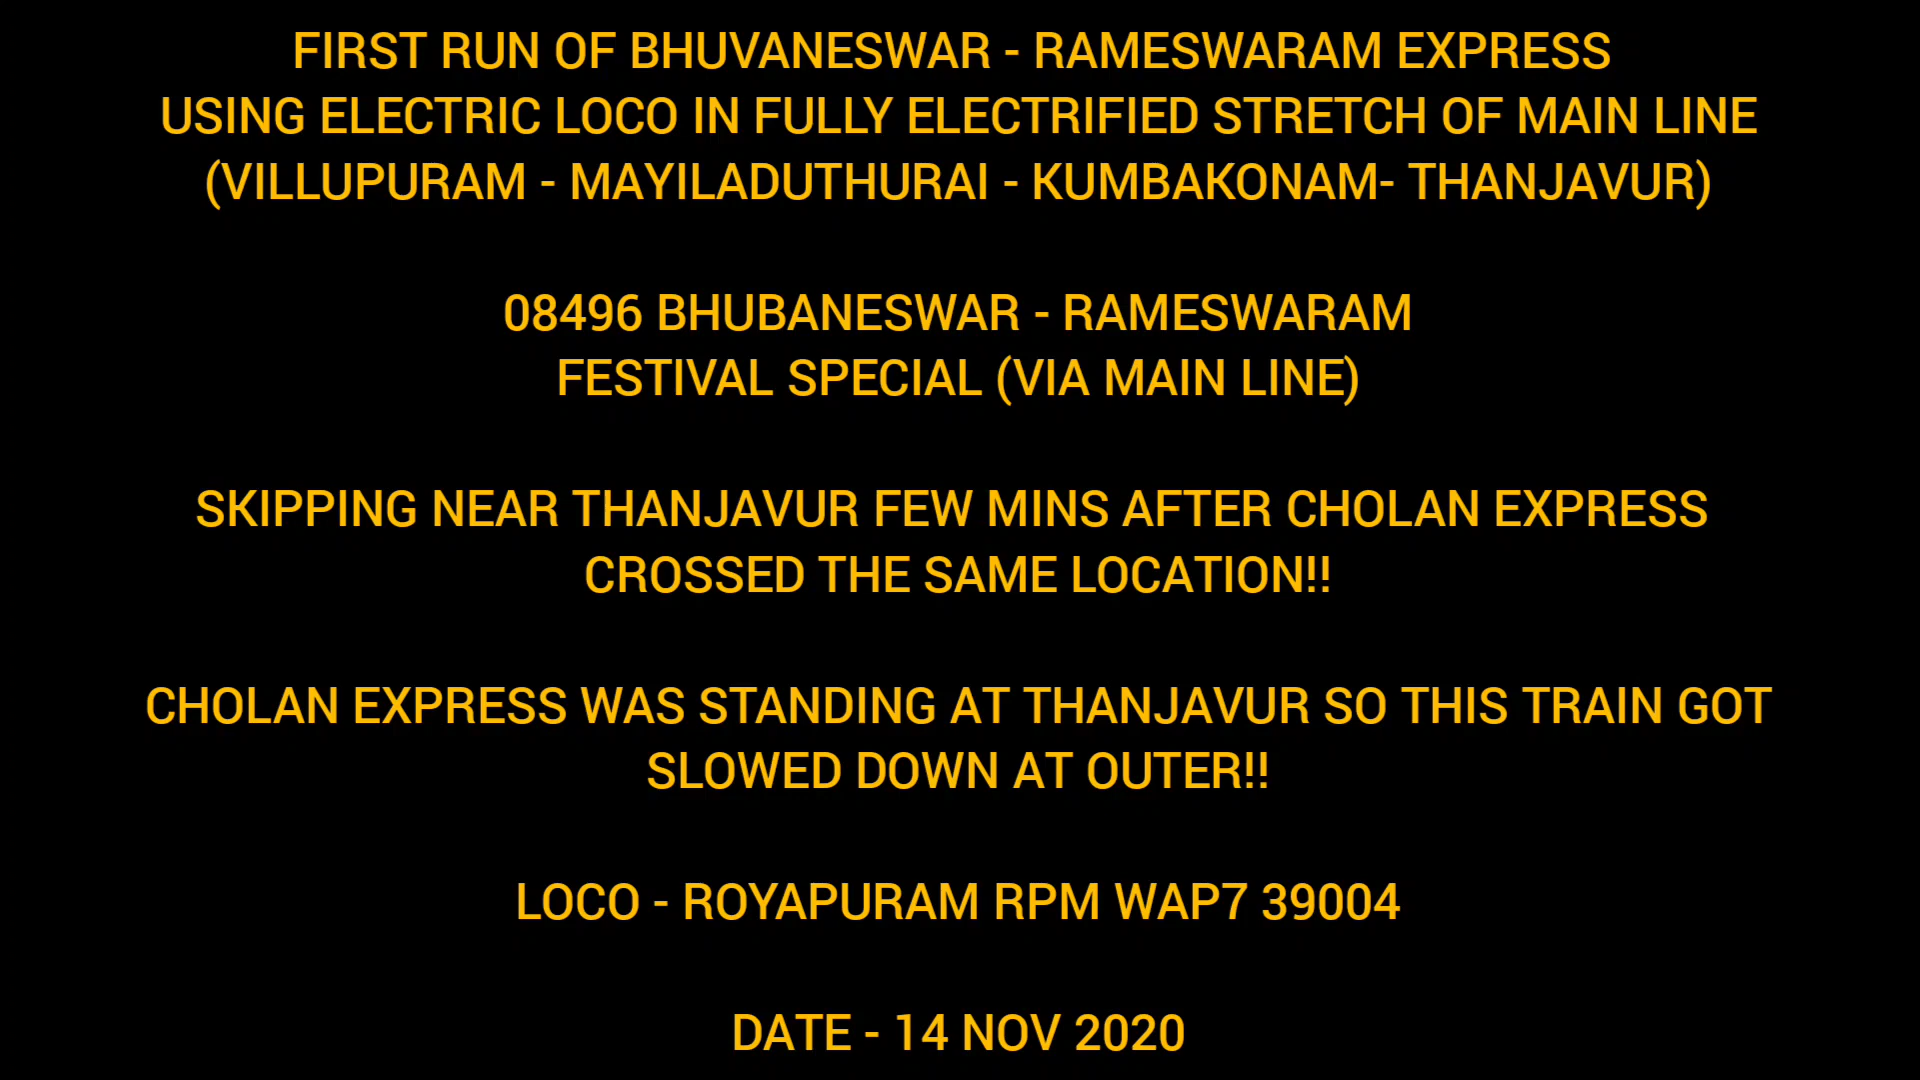 FIRST RUN OF BHUVANESWAR - RAMESWARAM EXPRESS
USING ELECTRIC LOCO IN FULLY ELECTRIFIED STRETCH OF MAIN LINE
(VILLUPURAM - MAYILADUTHURAI - KUMBAKONAM- THANJAVUR)
08496 BHUBANESWAR - RAMESWARAM
FESTIVAL SPECIAL (VIA MAIN LINE)
SKIPPING NEAR THANJAVUR FEW MINS AFTER CHOLAN EXPRESS
CROSSED THE SAME LOCATION!!
CHOLAN EXPRESS WAS STANDING AT THANJAVUR SO THIS TRAIN GOT
SLOWED DOWN AT OUTER!!
LOCO - ROYAPURAM RPM WAP7 39004
DATE - 14 NOV 2020